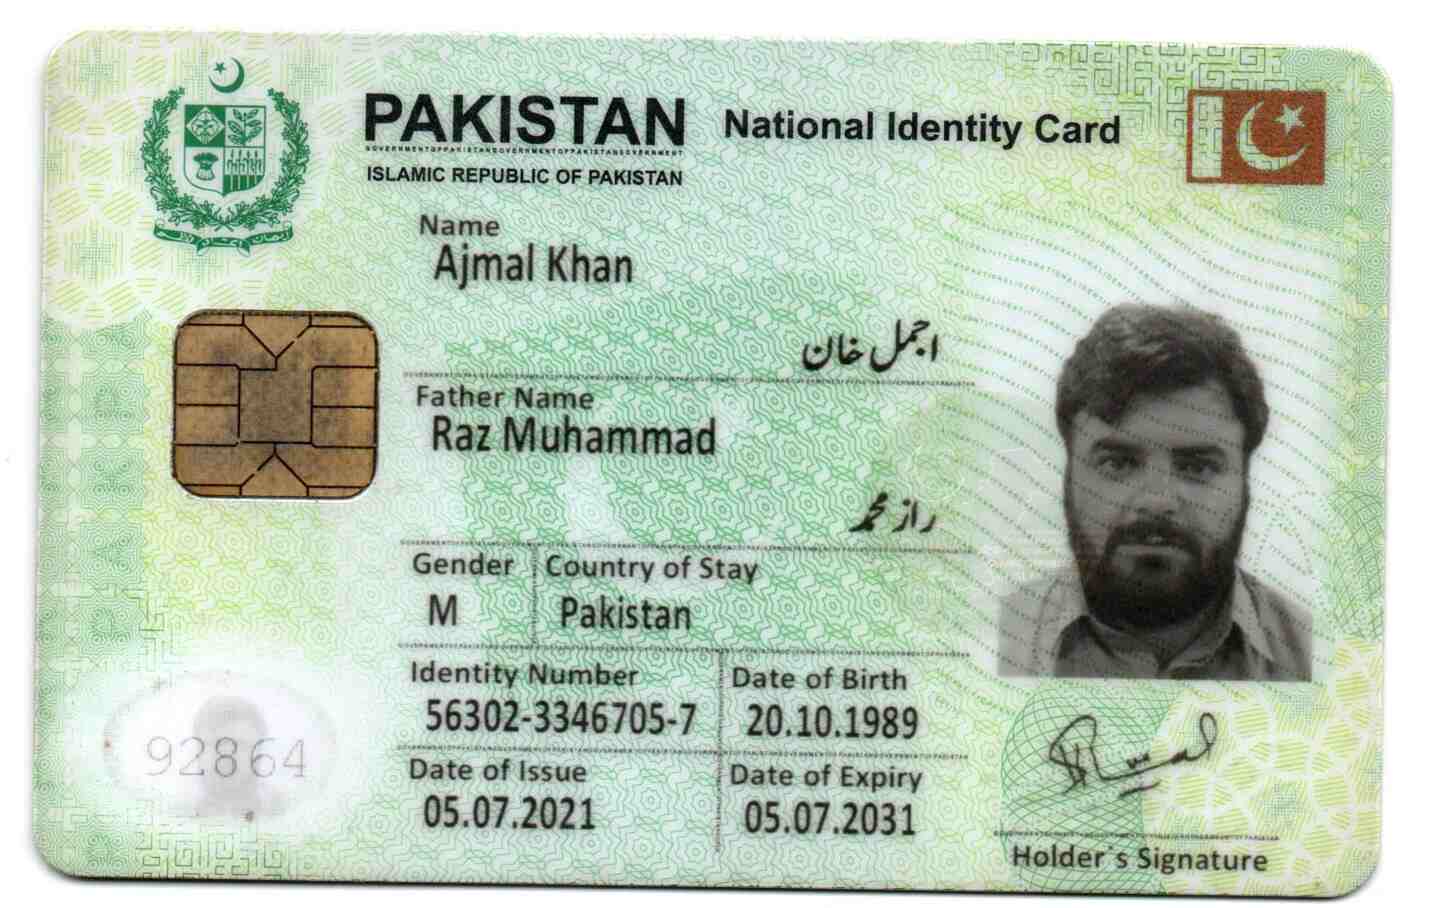 PAKISTAN National Identity Card
ISLAMIC REPUBLIC OF PAKISTAN
Name
Ajmal Khan
اجمل خان
Father Name
Raz Muhammad
راز محمد
Gender Country of Stay
M Pakistan
Identity Number Date of Birth
56302-3346705-7 20.10.1989
Date of Issue Date of Expiry
05.07.2021 05.07.2031
92864
Holder's Signature